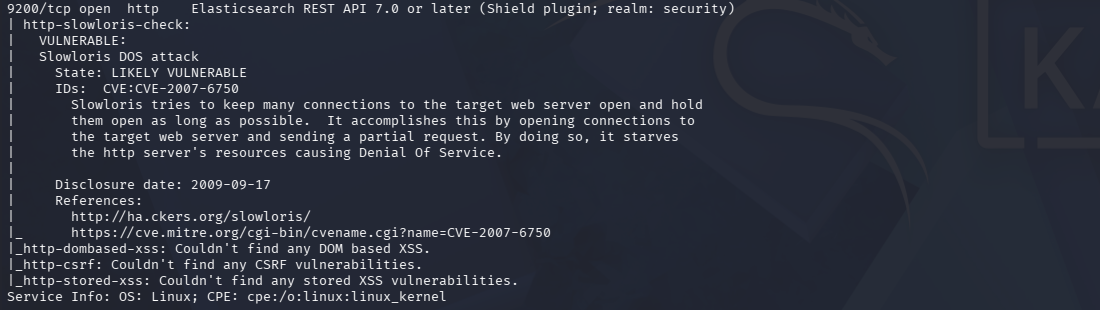 9200/tcp open  http    Elasticsearch REST API 7.0 or later (Shield plugin; realm: security)
| http-slowloris-check:
|   VULNERABLE:
|   Slowloris DOS attack
|     State: LIKELY VULNERABLE
|     IDs:  CVE:CVE-2007-6750
|       Slowloris tries to keep many connections to the target web server open and hold
|       them open as long as possible.  It accomplishes this by opening connections to
|       the target web server and sending a partial request. By doing so, it starves
|       the http server's resources causing Denial Of Service.
|
|     Disclosure date: 2009-09-17
|     References:
|       http://ha.ckers.org/slowloris/
|_      https://cve.mitre.org/cgi-bin/cvename.cgi?name=CVE-2007-6750
|_http-dombased-xss: Couldn't find any DOM based XSS.
|_http-csrf: Couldn't find any CSRF vulnerabilities.
|_http-stored-xss: Couldn't find any stored XSS vulnerabilities.
Service Info: OS: Linux; CPE: cpe:/o:linux:linux_kernel